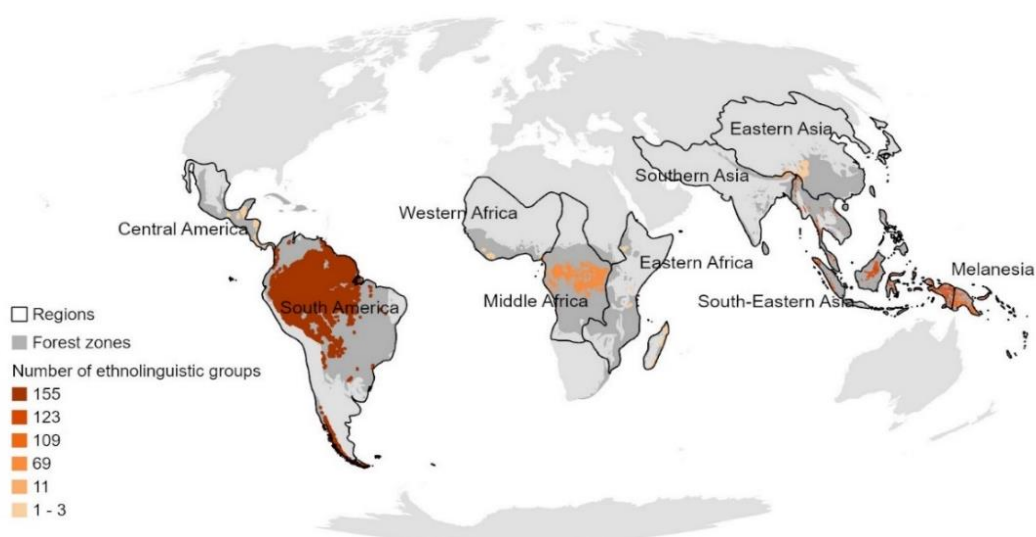 Eastern Asia
Southern Asia
Western Africa
Central America
Eastern Africa
Melanesia
Middle Africa
South-Eastern Asia
South America
Regions
Forest zones
Number of ethnolinguistic groups
155
123
109
69
11
1 - 3